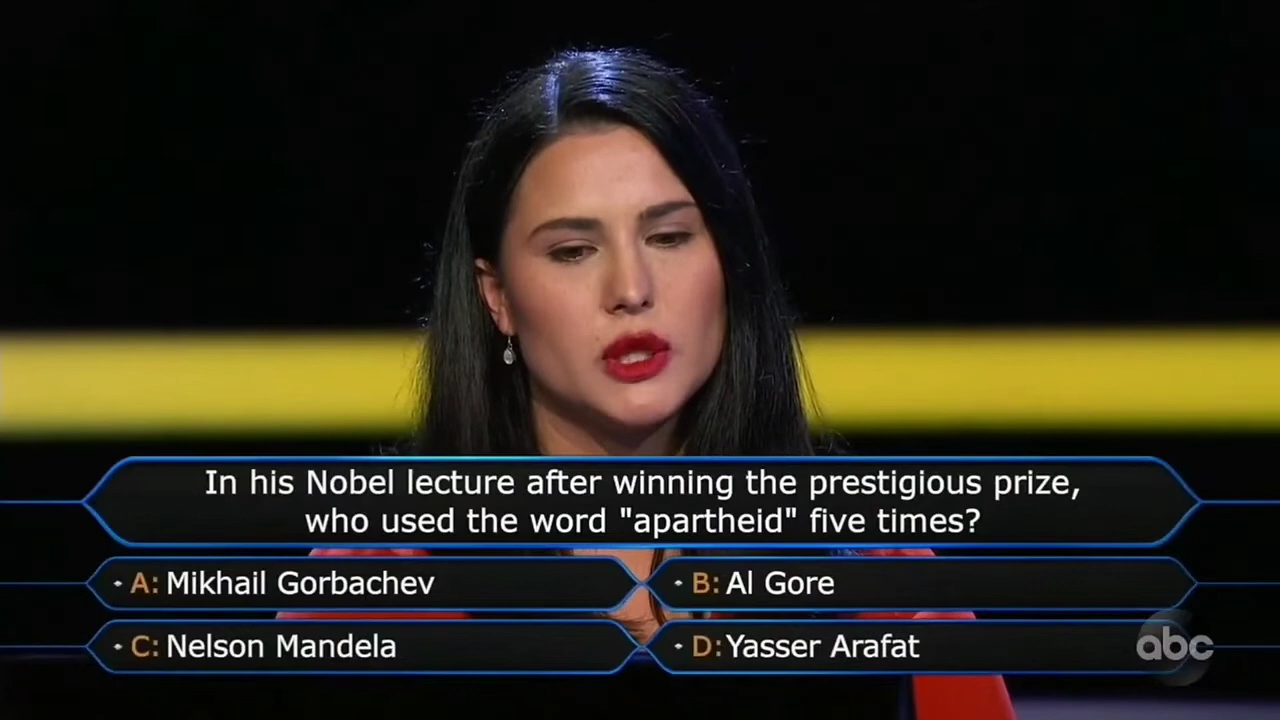 In his Nobel lecture after winning the prestigious prize,
who used the word "apartheid" five times?
A: Mikhail Gorbachev
B: Al Gore
C: Nelson Mandela
D: Yasser Arafat
abc